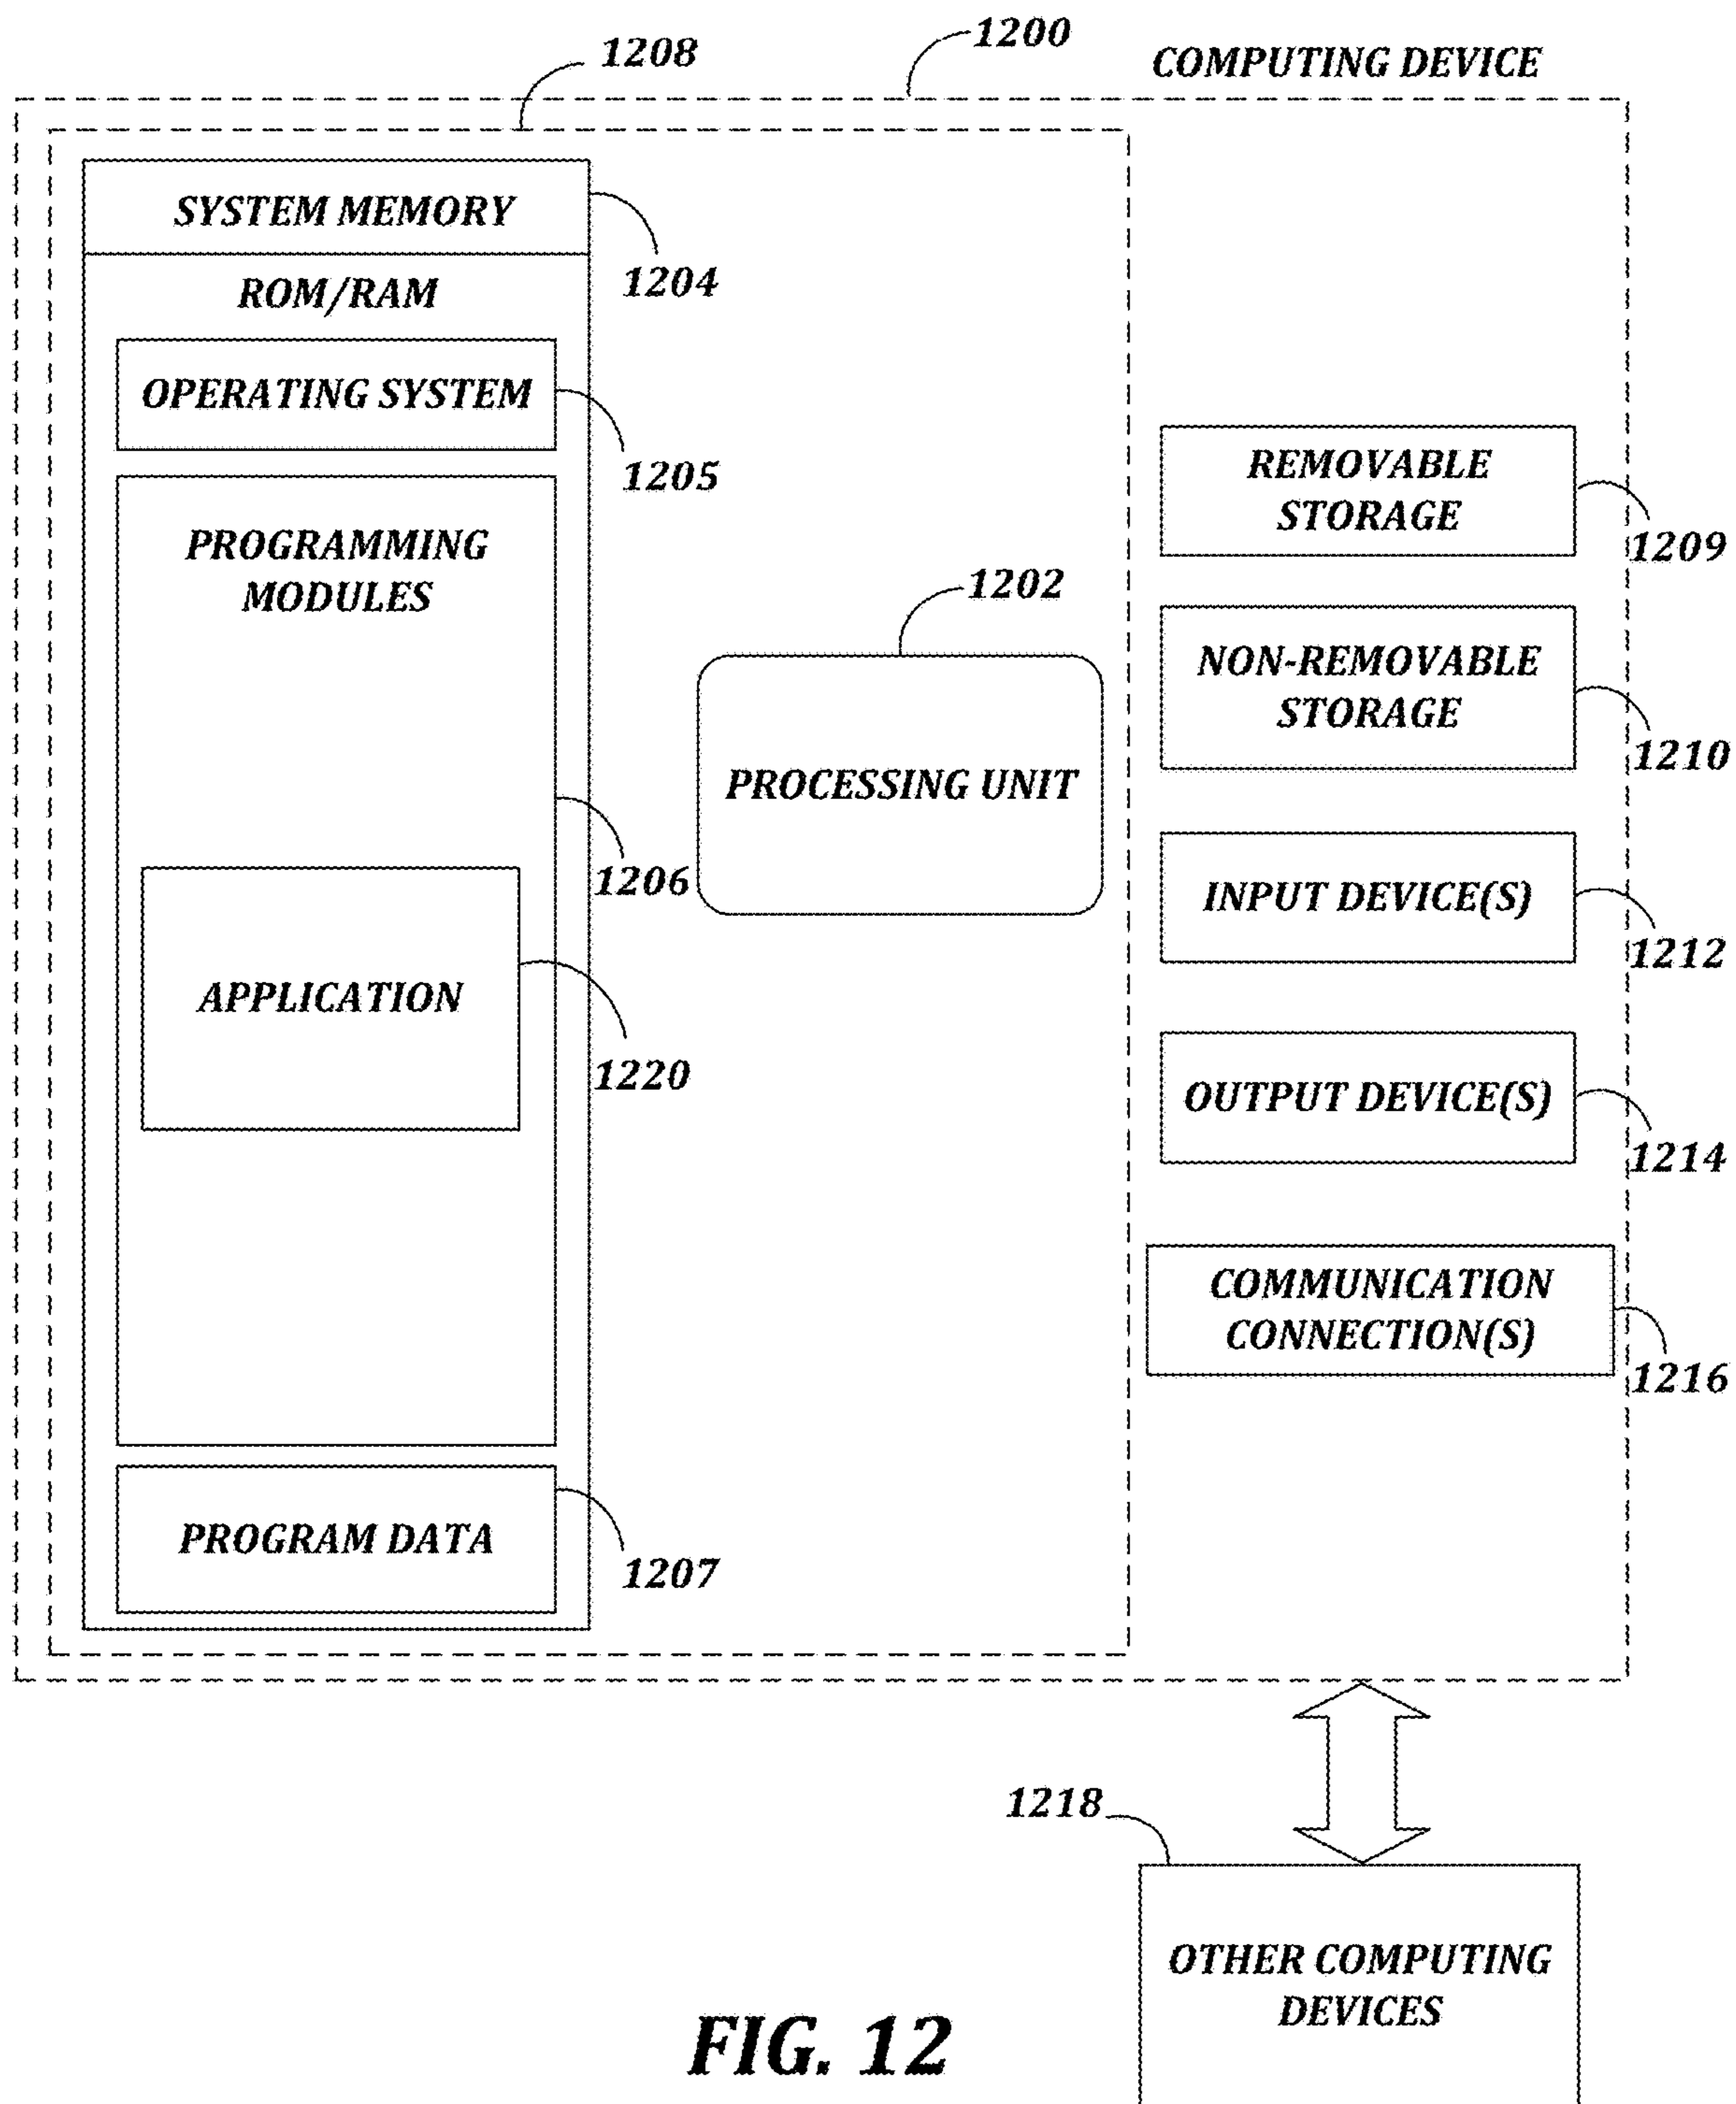 1208
1200
COMPUTING DEVICE
SYSTEM MEMORY
1204
ROM/RAM
OPERATING SYSTEM
1205
PROGRAMMING
MODULES
1206
APPLICATION
1220
PROGRAM DATA
1207
1202
PROCESSING UNIT
REMOVABLE
STORAGE
1209
NON-REMOVABLE
STORAGE
1210
INPUT DEVICE(S)
1212
OUTPUT DEVICE(S)
1214
COMMUNICATION
CONNECTION(S)
1216
1218
OTHER COMPUTING
DEVICES
FIG. 12